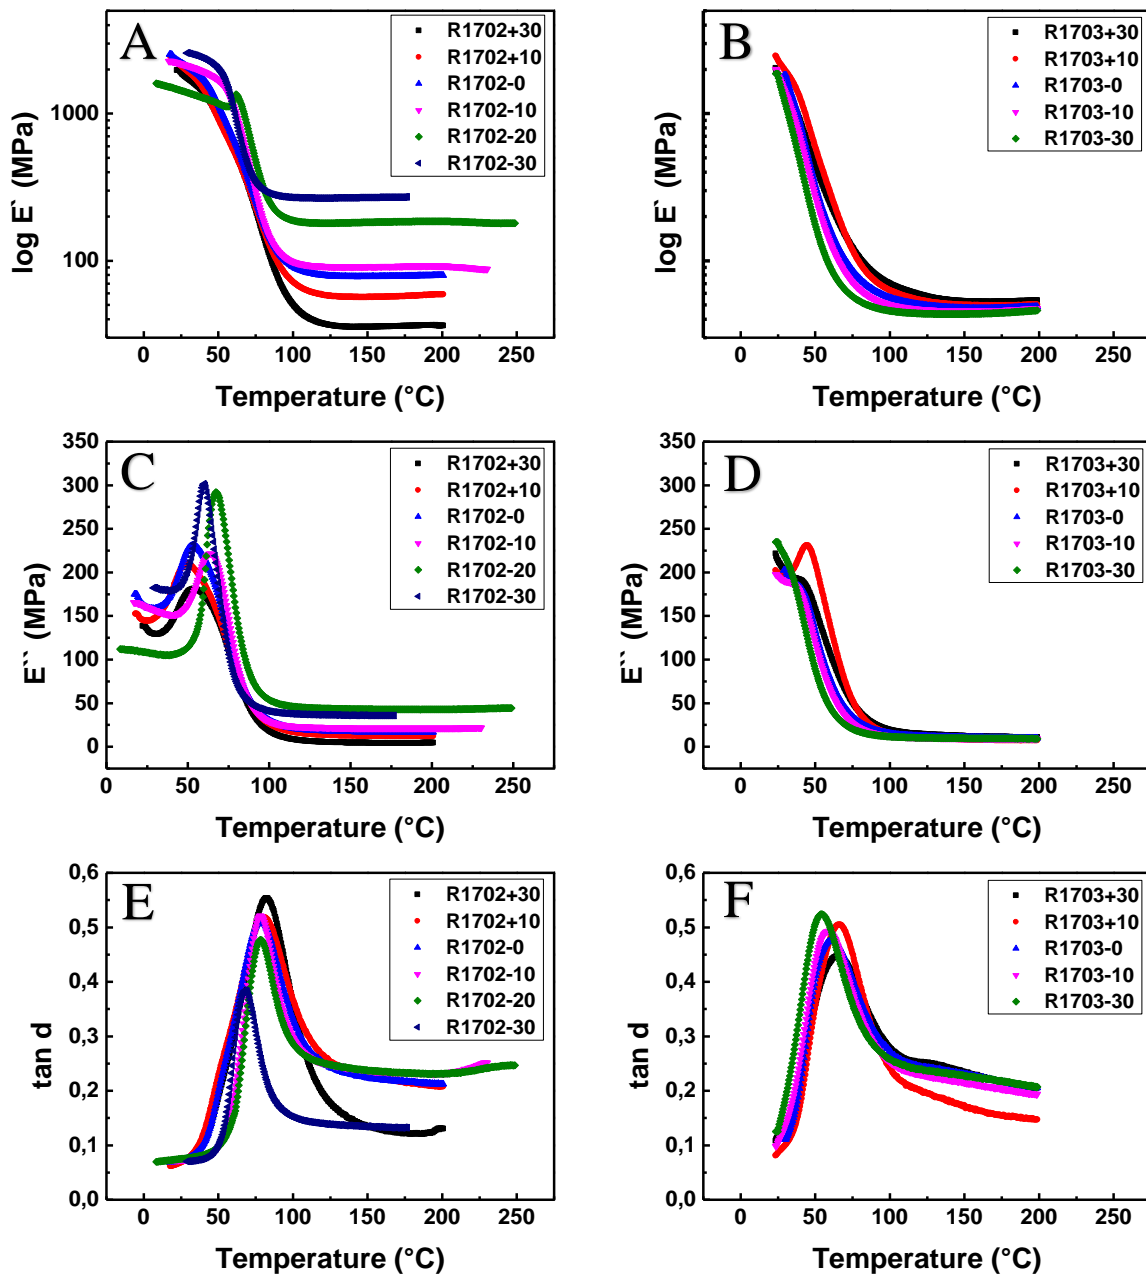 A
R1702+30
R1702+10
R1702-0
R1702-10
R1702-20
R1702-30
1000
100
log E` (MPa)
0 50 100 150 200 250
Temperature (°C)
B
R1703+30
R1703+10
R1703-0
R1703-10
R1703-30
1000
100
log E` (MPa)
0 50 100 150 200 250
Temperature (°C)
C
R1702+30
R1702+10
R1702-0
R1702-10
R1702-20
R1702-30
350
300
250
200
150
100
50
0
E`` (MPa)
0 50 100 150 200 250
Temperature (°C)
D
R1703+30
R1703+10
R1703-0
R1703-10
R1703-30
350
300
250
200
150
100
50
0
E`` (MPa)
0 50 100 150 200 250
Temperature (°C)
E
R1702+30
R1702+10
R1702-0
R1702-10
R1702-20
R1702-30
0,6
0,5
0,4
0,3
0,2
0,1
0,0
tan d
0 50 100 150 200 250
Temperature (°C)
F
R1703+30
R1703+10
R1703-0
R1703-10
R1703-30
0,6
0,5
0,4
0,3
0,2
0,1
0,0
tan d
0 50 100 150 200 250
Temperature (°C)